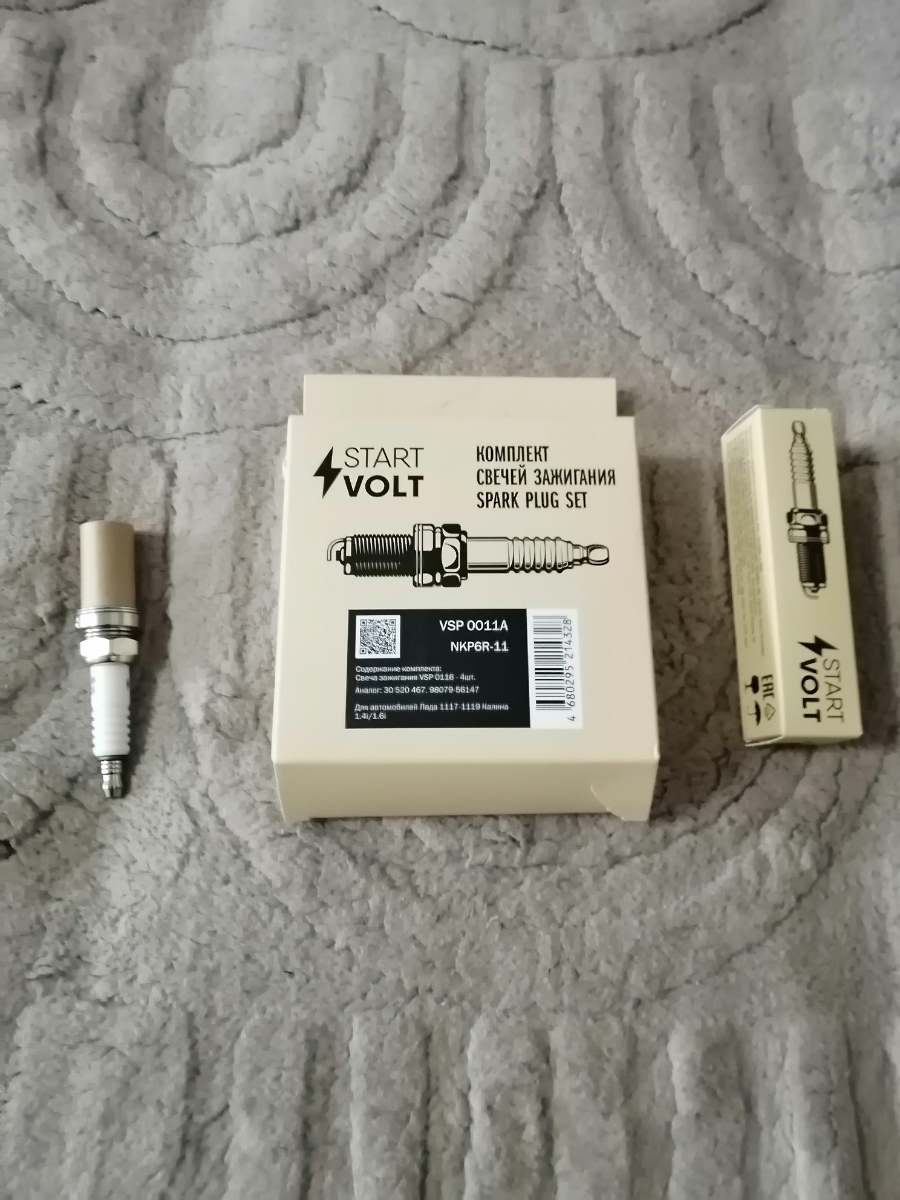 START
VOLT
КОМПЛЕКТ
СВЕЧЕЙ ЗАЖИГАНИЯ
SPARK PLUG SET
VSP 0011A
NKP6R-11
Содержание комплекта:
Свеча зажигания VSP 0116 - 4шт.
Аналог: 30 520 467, 98079-56147
Для автомобилей Лада 1117-1119 Калина
1.4i/1.6i
4 680295 214328
START
VOLT
EAC